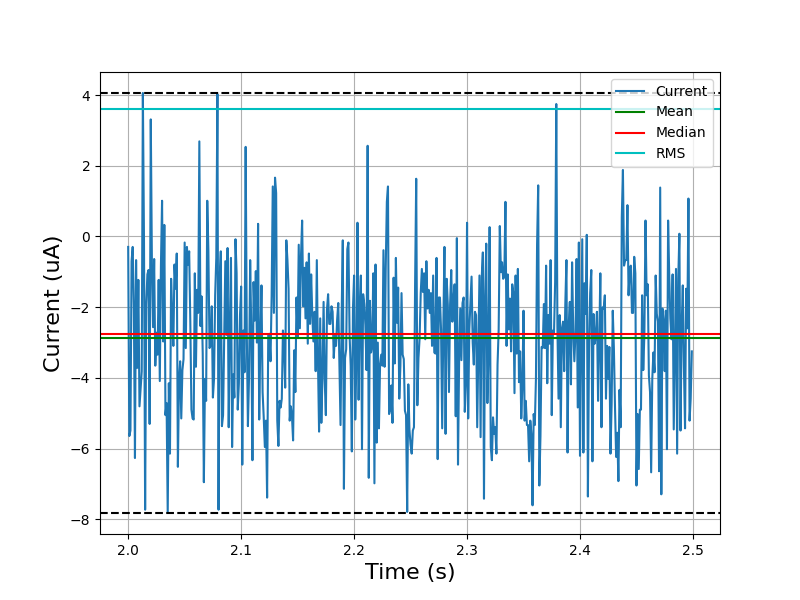 Current (uA)
4
2
0
−2
−4
−6
−8
Current
Mean
Median
RMS
2.0 2.1 2.2 2.3 2.4 2.5
Time (s)